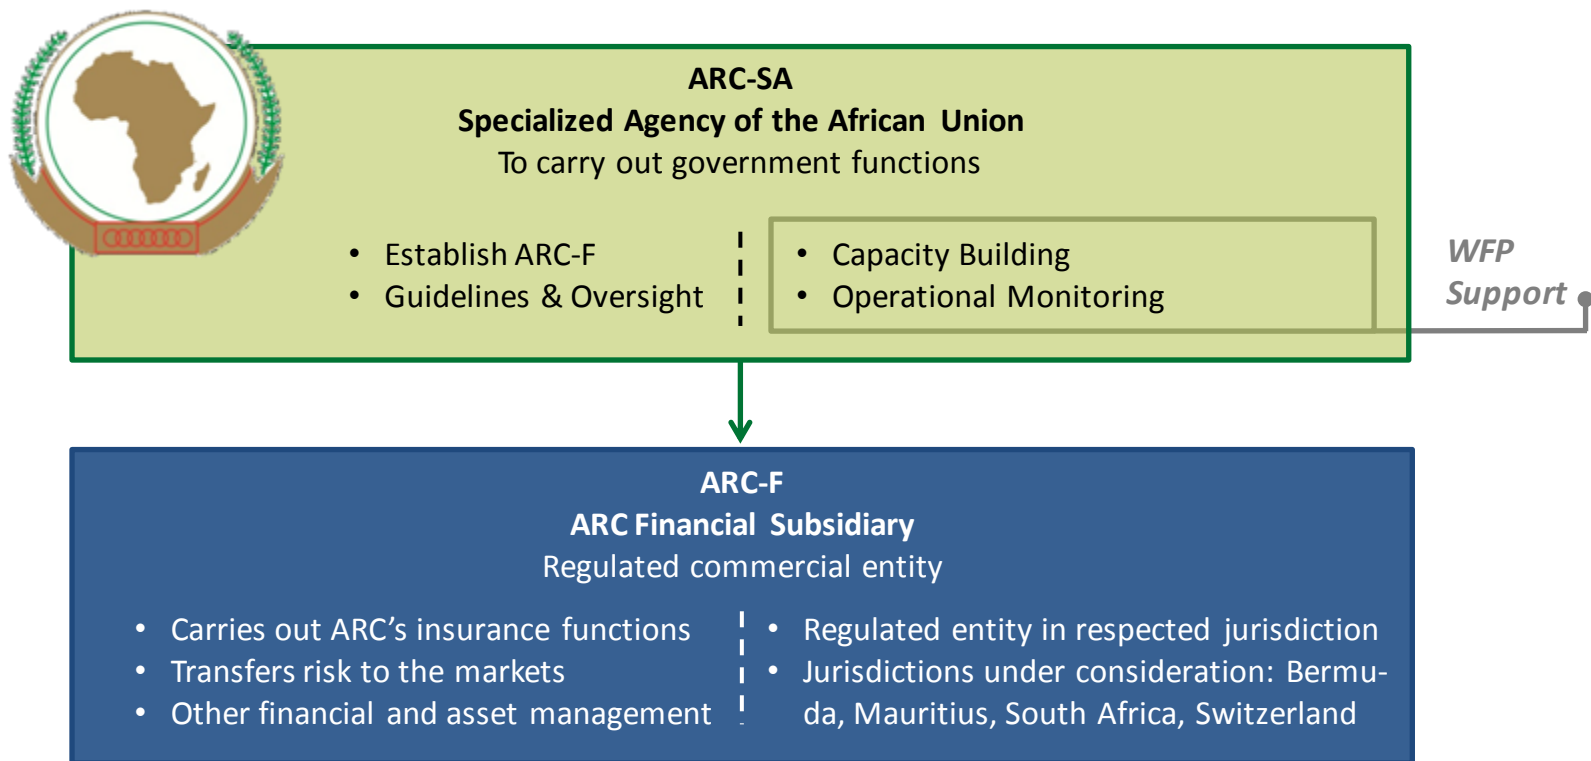 ARC-SA
Specialized Agency of the African Union
To carry out government functions
• Establish ARC-F
• Guidelines & Oversight
• Capacity Building
• Operational Monitoring
WFP
Support
ARC-F
ARC Financial Subsidiary
Regulated commercial entity
• Carries out ARC’s insurance functions
• Transfers risk to the markets
• Other financial and asset management
• Regulated entity in respected jurisdiction
• Jurisdictions under consideration: Bermu-
da, Mauritius, South Africa, Switzerland